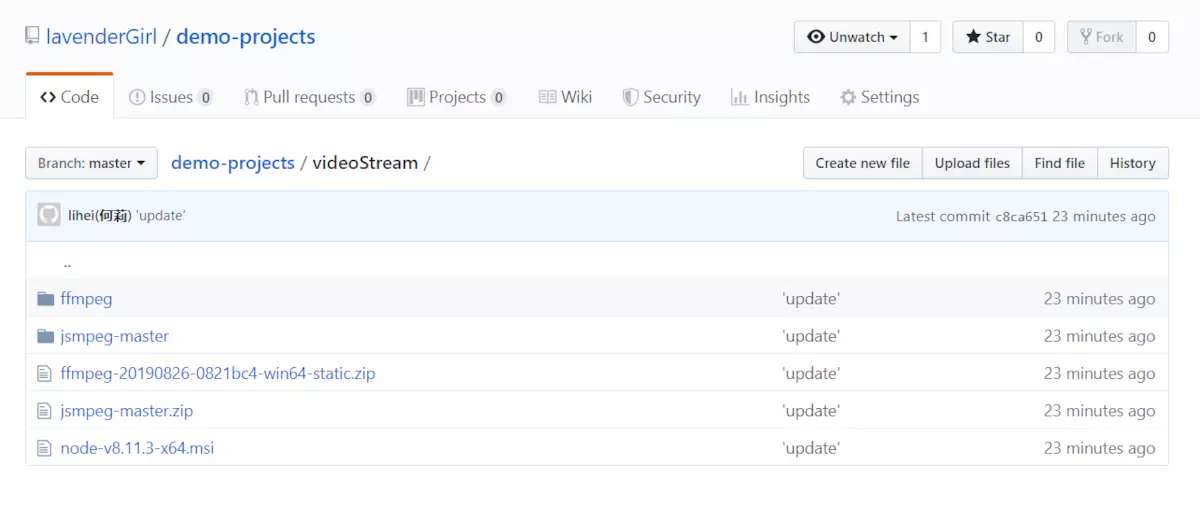 lavenderGirl / demo-projects
Unwatch 1 Star 0 Fork 0
Code Issues 0 Pull requests 0 Projects 0 Wiki Security Insights Settings
Branch: master demo-projects / videoStream / Create new file Upload files Find file History
lihei(何莉) 'update' Latest commit c8ca651 23 minutes ago
..
ffmpeg 'update' 23 minutes ago
jsmpeg-master 'update' 23 minutes ago
ffmpeg-20190826-0821bc4-win64-static.zip 'update' 23 minutes ago
jsmpeg-master.zip 'update' 23 minutes ago
node-v8.11.3-x64.msi 'update' 23 minutes ago